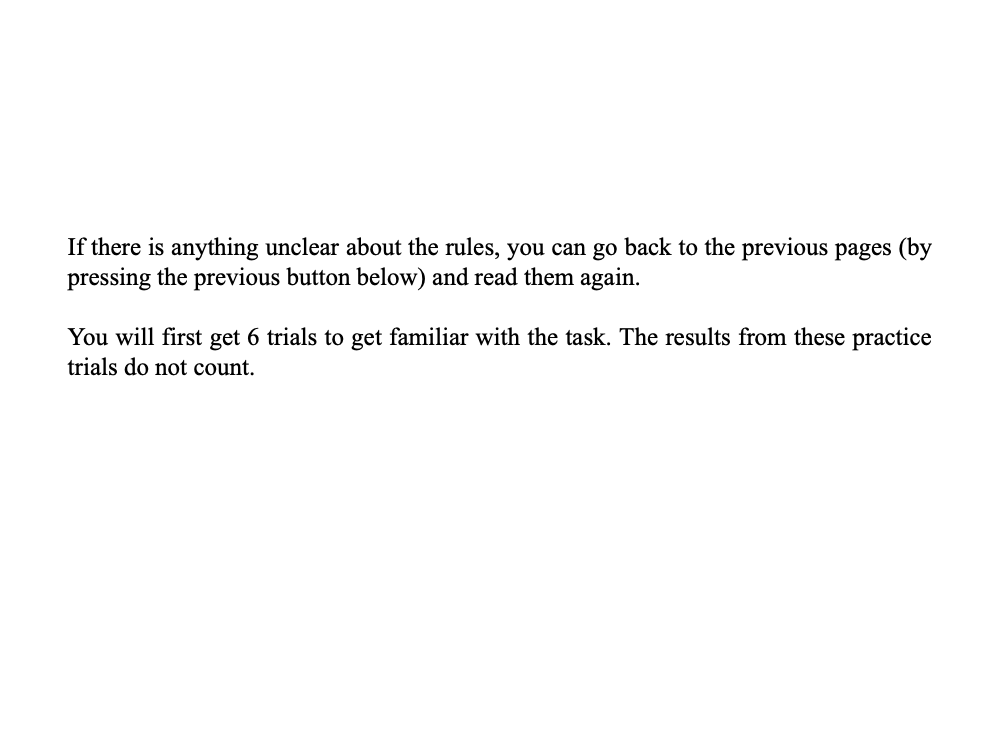 If there is anything unclear about the rules, you can go back to the previous pages (by
pressing the previous button below) and read them again.
You will first get 6 trials to get familiar with the task. The results from these practice
trials do not count.